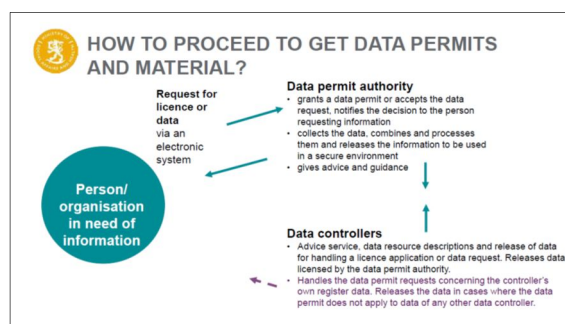 HOW TO PROCEED TO GET DATA PERMITS
AND MATERIAL?
Request for
licence or
data
via an
electronic
system
Data permit authority
• grants a data permit or accepts the data
request, notifies the decision to the person
requesting information
• collects the data, combines and processes
them and releases the information to be used
in a secure environment
• gives advice and guidance
Person/
organisation
in need of
information
Data controllers
• Advice service, data resource descriptions and release of data
for handling a licence application or data request. Releases data
licensed by the data permit authority.
• Handles the data permit requests concerning the controller's
own register data. Releases the data in cases where the data
permit does not apply to data of any other data controller.